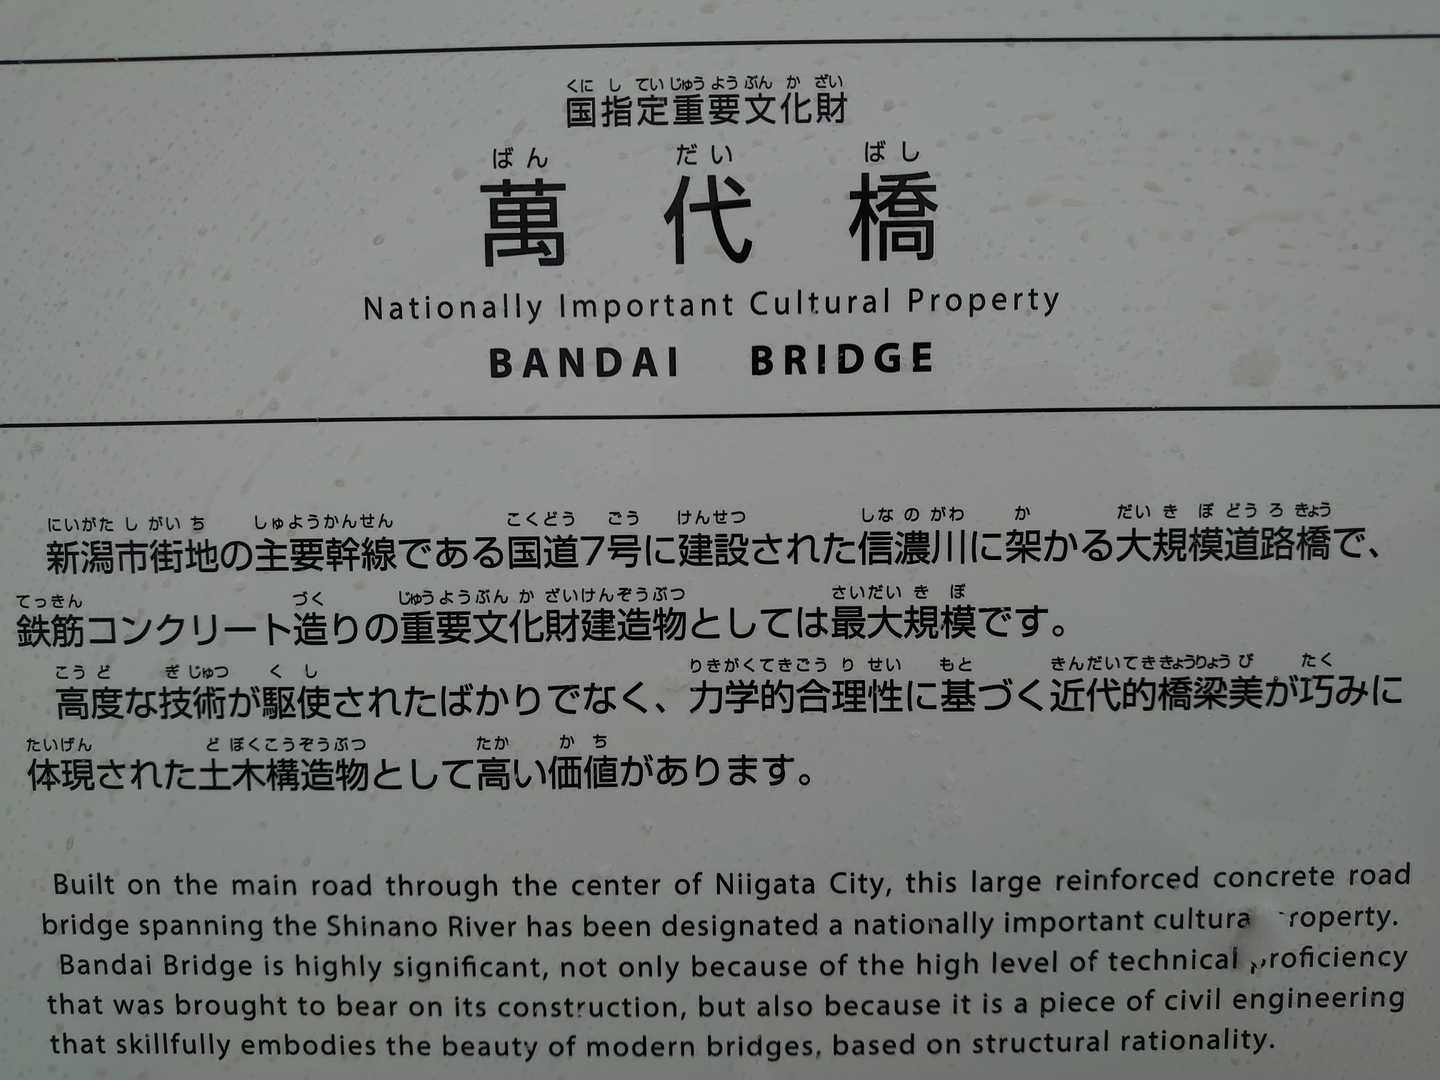 くにしていじゅうようぶんかざい
国指定重要文化財
ばんだいばし
萬代橋
Nationally Important Cultural Property
BANDAI BRIDGE
にいがたしがいち しゅようかんせん こくどう ごう けんせつ しなのがわ か だいきぼどうろきょう
新潟市街地の主要幹線である国道7号に建設された信濃川に架かる大規模道路橋で、
てっきん づく じゅうようぶんかざいけんぞうぶつ さいだいきぼ
鉄筋コンクリート造りの重要文化財建造物としては最大規模です。
こうど ぎじゅつ くし りきがくてきごうりせい もと きんだいてききょうりょうび たく
高度な技術が駆使されたばかりでなく、力学的合理性に基づく近代的橋梁美が巧みに
たいげん どぼくこうぞうぶつ たか かち
体現された土木構造物として高い価値があります。
Built on the main road through the center of Niigata City, this large reinforced concrete road
bridge spanning the Shinano River has been designated a nationally important cultura roperty.
Bandai Bridge is highly significant, not only because of the high level of technical proficiency
that was brought to bear on its construction, but also because it is a piece of civil engineering
that skillfully embodies the beauty of modern bridges, based on structural rationality.